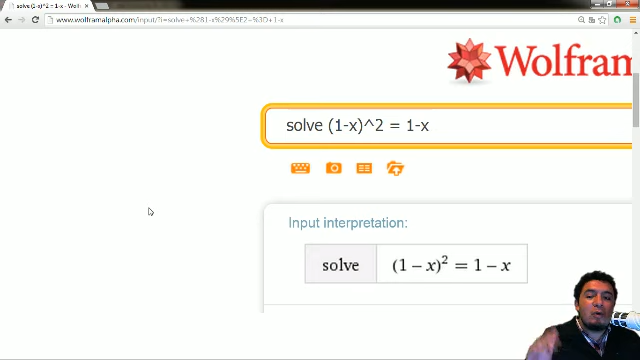 solve (1-x)^2 = 1-x - Wolfr
www.wolframalpha.com/input/?i=solve+%281-x%29%5E2+%3D+1-x
Wolfram
solve (1-x)^2 = 1-x
Input interpretation:
solve (1 − x)² = 1 − x